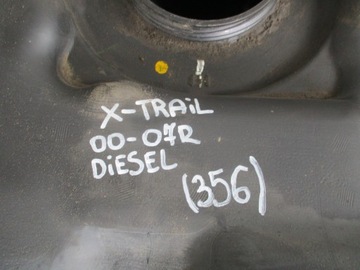 X-TRAiL
00-07R
DiESEL
(356)